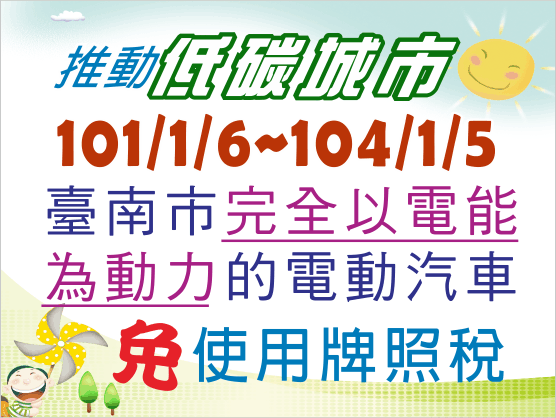 推動低碳城市
101/1/6~104/1/5
臺南市完全以電能
為動力的電動汽車
免使用牌照稅